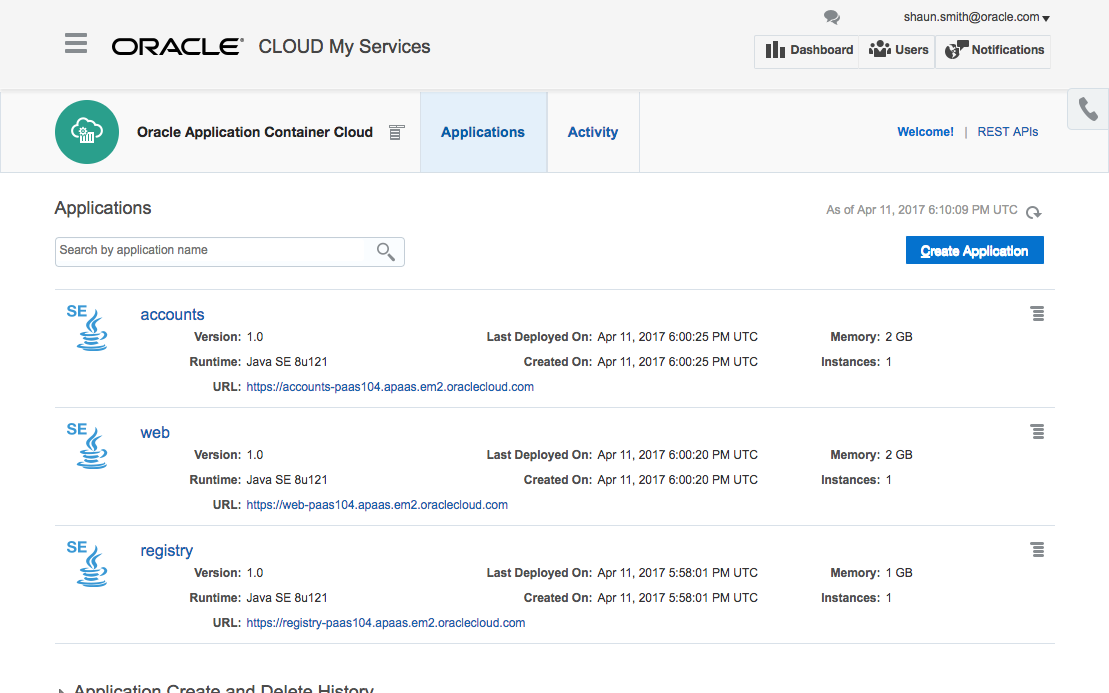 shaun.smith@oracle.com
ORACLE® CLOUD My Services
Dashboard Users Notifications
Oracle Application Container Cloud Applications Activity Welcome! | REST APIs
Applications
As of Apr 11, 2017 6:10:09 PM UTC
Search by application name
Create Application
SE accounts
Version: 1.0 Last Deployed On: Apr 11, 2017 6:00:25 PM UTC Memory: 2 GB
Runtime: Java SE 8u121 Created On: Apr 11, 2017 6:00:25 PM UTC Instances: 1
URL: https://accounts-paas104.apaas.em2.oraclecloud.com
SE web
Version: 1.0 Last Deployed On: Apr 11, 2017 6:00:20 PM UTC Memory: 2 GB
Runtime: Java SE 8u121 Created On: Apr 11, 2017 6:00:20 PM UTC Instances: 1
URL: https://web-paas104.apaas.em2.oraclecloud.com
SE registry
Version: 1.0 Last Deployed On: Apr 11, 2017 5:58:01 PM UTC Memory: 1 GB
Runtime: Java SE 8u121 Created On: Apr 11, 2017 5:58:01 PM UTC Instances: 1
URL: https://registry-paas104.apaas.em2.oraclecloud.com
Application Create and Delete History